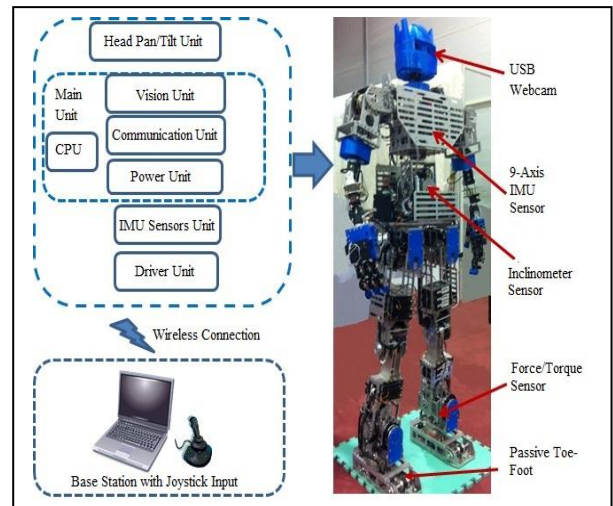 Head Pan/Tilt Unit
Main
Unit
CPU
Vision Unit
Communication Unit
Power Unit
IMU Sensors Unit
Driver Unit
Wireless Connection
Base Station with Joystick Input
USB
Webcam
9-Axis
IMU
Sensor
Inclinometer
Sensor
Force/Torque
Sensor
Passive Toe-
Foot